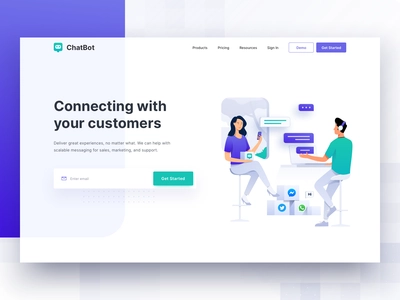 ChatBot
Products Pricing Resources Sign In Demo Get Started
Connecting with
your customers
Deliver great experiences, no matter what. We can help with
scalable messaging for sales, marketing, and support.
Enter email Get Started